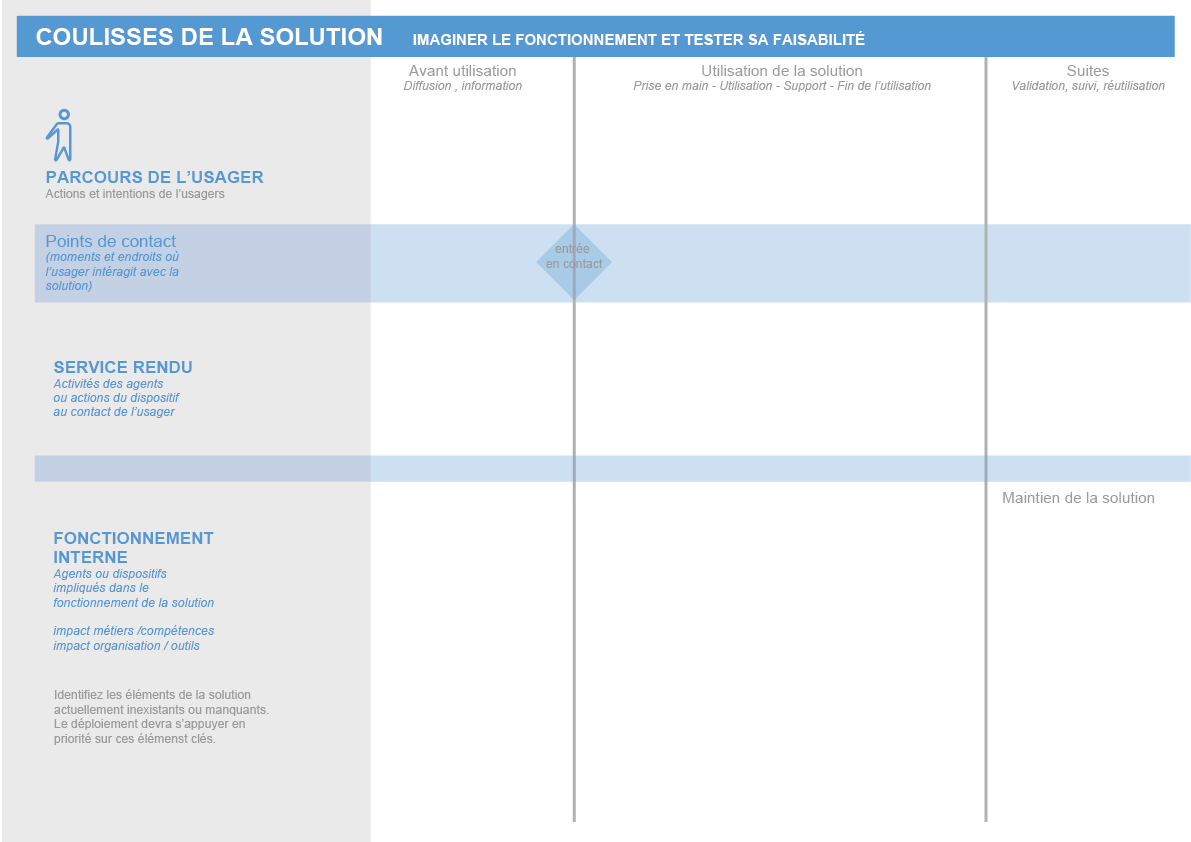 COULISSES DE LA SOLUTION IMAGINER LE FONCTIONNEMENT ET TESTER SA FAISABILITÉ
Avant utilisation
Diffusion , information
Utilisation de la solution
Prise en main - Utilisation - Support - Fin de l’utilisation
Suites
Validation, suivi, réutilisation
PARCOURS DE L’USAGER
Actions et intentions de l’usagers
Points de contact
(moments et endroits où
l’usager intéragit avec la
solution)
entrée
en contact
SERVICE RENDU
Activités des agents
ou actions du dispositif
au contact de l’usager
Maintien de la solution
FONCTIONNEMENT
INTERNE
Agents ou dispositifs
impliqués dans le
fonctionnement de la solution
impact métiers /compétences
impact organisation / outils
Identifiez les éléments de la solution
actuellement inexistants ou manquants.
Le déploiement devra s’appuyer en
priorité sur ces élémenst clés.